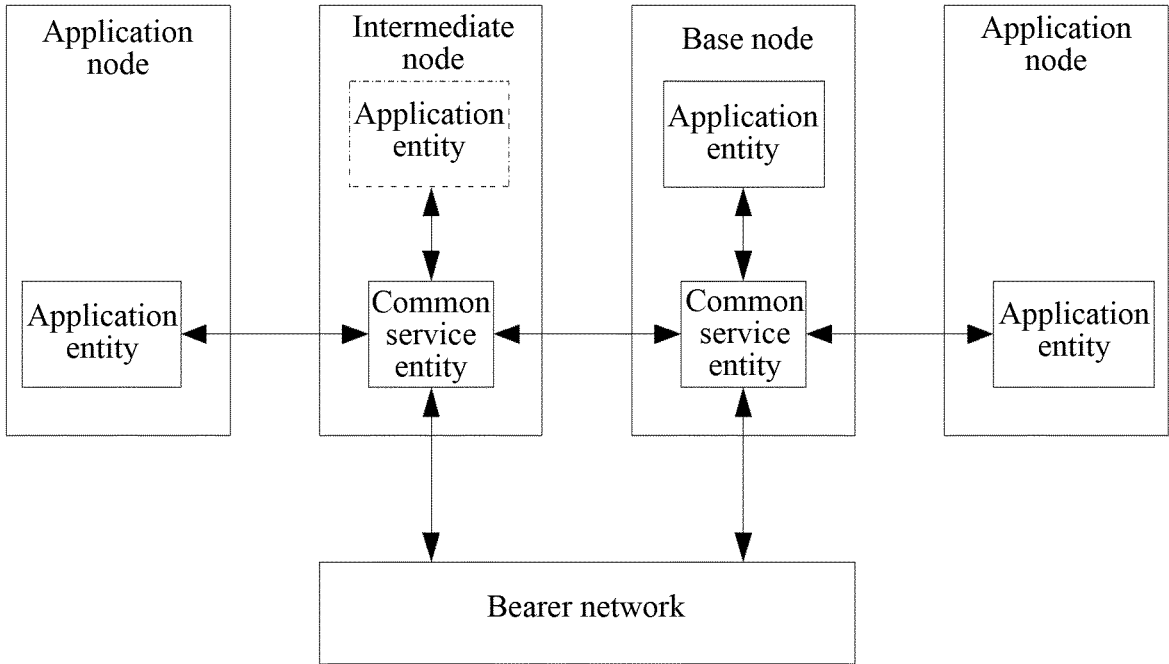 Application
node
Application
entity
Intermediate
node
Application
entity
Common
service
entity
Base node
Application
entity
Common
service
entity
Application
node
Application
entity
Bearer network